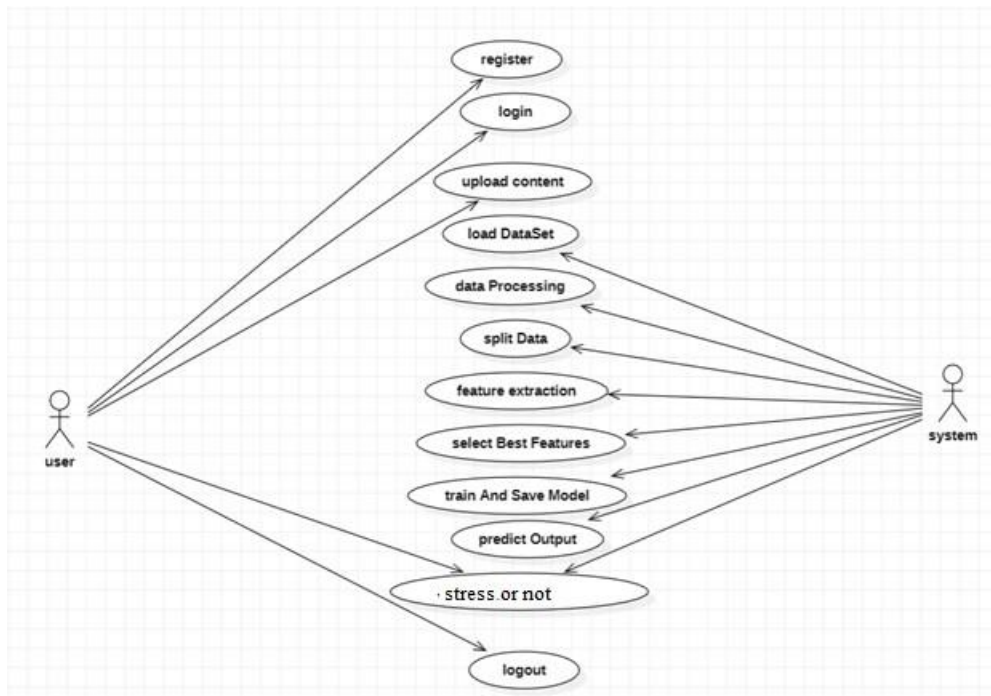 register
login
upload content
load DataSet
data Processing
split Data
feature extraction
select Best Features
train And Save Model
predict Output
stress.or not
logout
user
system